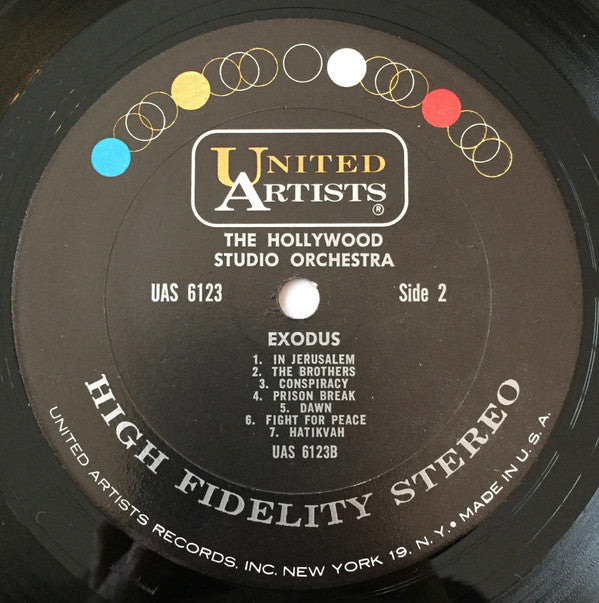 UNITED
ARTISTS
®
THE HOLLYWOOD
STUDIO ORCHESTRA
UAS 6123
Side 2
EXODUS
1. IN JERUSALEM
2. THE BROTHERS
3. CONSPIRACY
4. PRISON BREAK
5. DAWN
6. FIGHT FOR PEACE
7. HATIKVAH
UAS 6123B
HIGH FIDELITY STEREO
UNITED ARTISTS RECORDS, INC. NEW YORK 19, N.Y. • MADE IN U.S.A.